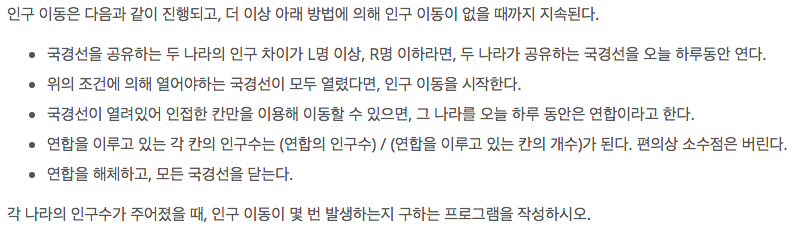 인구 이동은 다음과 같이 진행되고, 더 이상 아래 방법에 의해 인구 이동이 없을 때까지 지속된다.
국경선을 공유하는 두 나라의 인구 차이가 L명 이상, R명 이하라면, 두 나라가 공유하는 국경선을 오늘 하루동안 연다.
위의 조건에 의해 열어야하는 국경선이 모두 열렸다면, 인구 이동을 시작한다.
국경선이 열려있어 인접한 칸만을 이용해 이동할 수 있으면, 그 나라를 오늘 하루 동안은 연합이라고 한다.
연합을 이루고 있는 각 칸의 인구수는 (연합의 인구수) / (연합을 이루고 있는 칸의 개수)가 된다. 편의상 소수점은 버린다.
연합을 해체하고, 모든 국경선을 닫는다.
각 나라의 인구수가 주어졌을 때, 인구 이동이 몇 번 발생하는지 구하는 프로그램을 작성하시오.